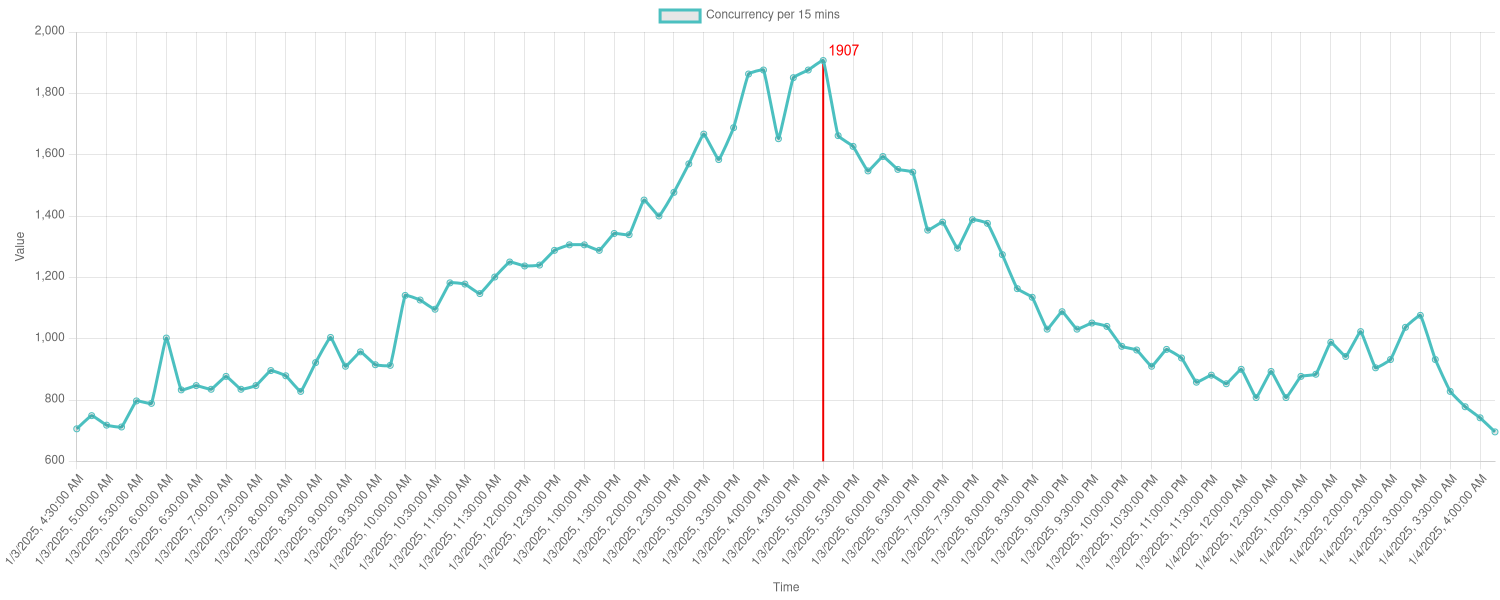 Concurrency per 15 mins
2,000
1907
1,800
1,600
1,400
1,200
1,000
800
600
Value
1/3/2025, 4:30:00 AM
1/3/2025, 5:00:00 AM
1/3/2025, 5:30:00 AM
1/3/2025, 6:00:00 AM
1/3/2025, 6:30:00 AM
1/3/2025, 7:00:00 AM
1/3/2025, 7:30:00 AM
1/3/2025, 8:00:00 AM
1/3/2025, 8:30:00 AM
1/3/2025, 9:00:00 AM
1/3/2025, 9:30:00 AM
1/3/2025, 10:00:00 AM
1/3/2025, 10:30:00 AM
1/3/2025, 11:00:00 AM
1/3/2025, 11:30:00 AM
1/3/2025, 12:00:00 PM
1/3/2025, 12:30:00 PM
1/3/2025, 1:00:00 PM
1/3/2025, 1:30:00 PM
1/3/2025, 2:00:00 PM
1/3/2025, 2:30:00 PM
1/3/2025, 3:00:00 PM
1/3/2025, 3:30:00 PM
1/3/2025, 4:00:00 PM
1/3/2025, 4:30:00 PM
1/3/2025, 5:00:00 PM
1/3/2025, 5:30:00 PM
1/3/2025, 6:00:00 PM
1/3/2025, 6:30:00 PM
1/3/2025, 7:00:00 PM
1/3/2025, 7:30:00 PM
1/3/2025, 8:00:00 PM
1/3/2025, 8:30:00 PM
1/3/2025, 9:00:00 PM
1/3/2025, 9:30:00 PM
1/3/2025, 10:00:00 PM
1/3/2025, 10:30:00 PM
1/3/2025, 11:00:00 PM
1/3/2025, 11:30:00 PM
1/4/2025, 12:00:00 AM
1/4/2025, 12:30:00 AM
1/4/2025, 1:00:00 AM
1/4/2025, 1:30:00 AM
1/4/2025, 2:00:00 AM
1/4/2025, 2:30:00 AM
1/4/2025, 3:00:00 AM
1/4/2025, 3:30:00 AM
1/4/2025, 4:00:00 AM
Time